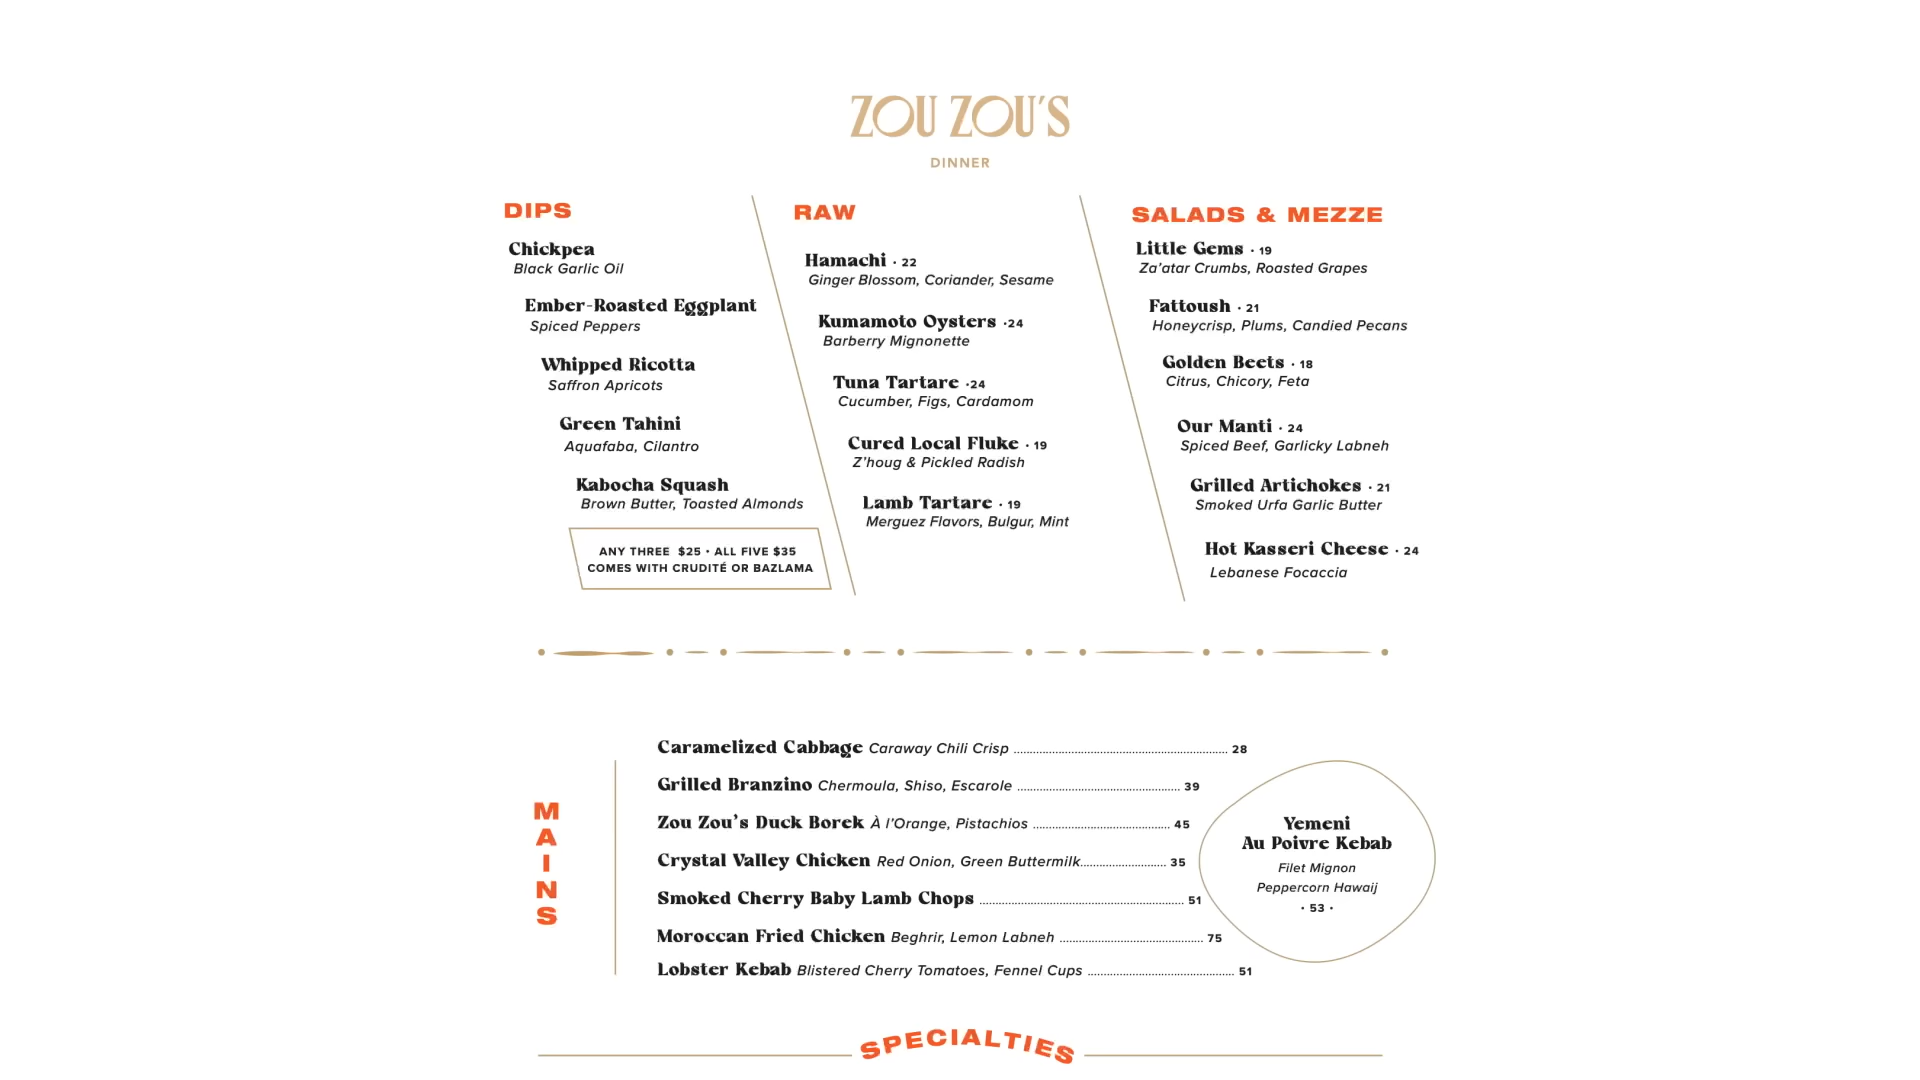 ZOU ZOU'S
DINNER
DIPS
Chickpea
Black Garlic Oil
Ember-Roasted Eggplant
Spiced Peppers
Whipped Ricotta
Saffron Apricots
Green Tahini
Aquafaba, Cilantro
Kabocha Squash
Brown Butter, Toasted Almonds
ANY THREE $25 • ALL FIVE $35
COMES WITH CRUDITÉ OR BAZLAMA
RAW
Hamachi · 22
Ginger Blossom, Coriander, Sesame
Kumamoto Oysters ·24
Barberry Mignonette
Tuna Tartare ·24
Cucumber, Figs, Cardamom
Cured Local Fluke · 19
Z'houg & Pickled Radish
Lamb Tartare · 19
Merguez Flavors, Bulgur, Mint
SALADS & MEZZE
Little Gems · 19
Za'atar Crumbs, Roasted Grapes
Fattoush · 21
Honeycrisp, Plums, Candied Pecans
Golden Beets · 18
Citrus, Chicory, Feta
Our Manti · 24
Spiced Beef, Garlicky Labneh
Grilled Artichokes · 21
Smoked Urfa Garlic Butter
Hot Kasseri Cheese · 24
Lebanese Focaccia
MAINS
Caramelized Cabbage Caraway Chili Crisp ........ 28
Grilled Branzino Chermoula, Shiso, Escarole ........ 39
Zou Zou's Duck Borek À l'Orange, Pistachios ........ 45
Crystal Valley Chicken Red Onion, Green Buttermilk........ 35
Smoked Cherry Baby Lamb Chops ........ 51
Moroccan Fried Chicken Beghrir, Lemon Labneh ........ 75
Lobster Kebab Blistered Cherry Tomatoes, Fennel Cups ........ 51
Yemeni
Au Poivre Kebab
Filet Mignon
Peppercorn Hawaij
· 53 ·
SPECIALTIES